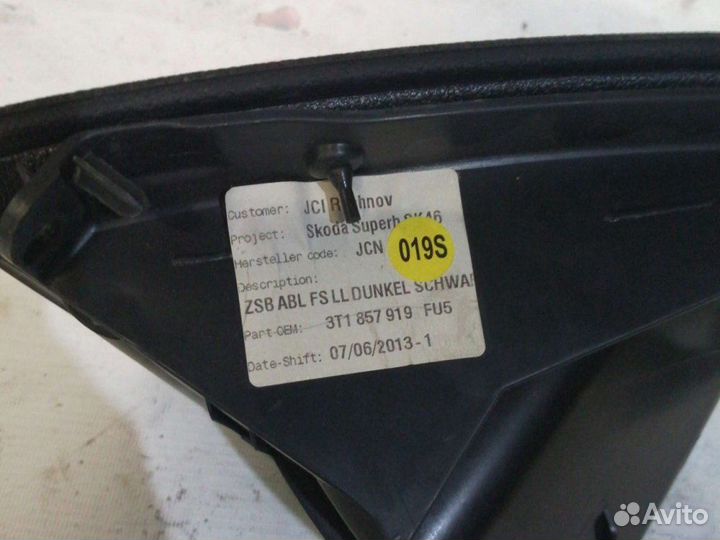 Customer: JCI
Project: Skoda Superb
Hersteller code: JCN
019S
Description:
ZSB ABL FS LL DUNKEL
Part OEM: 3T1 857 919 FU5
Date-Shift: 07/06/2013-1
Avito